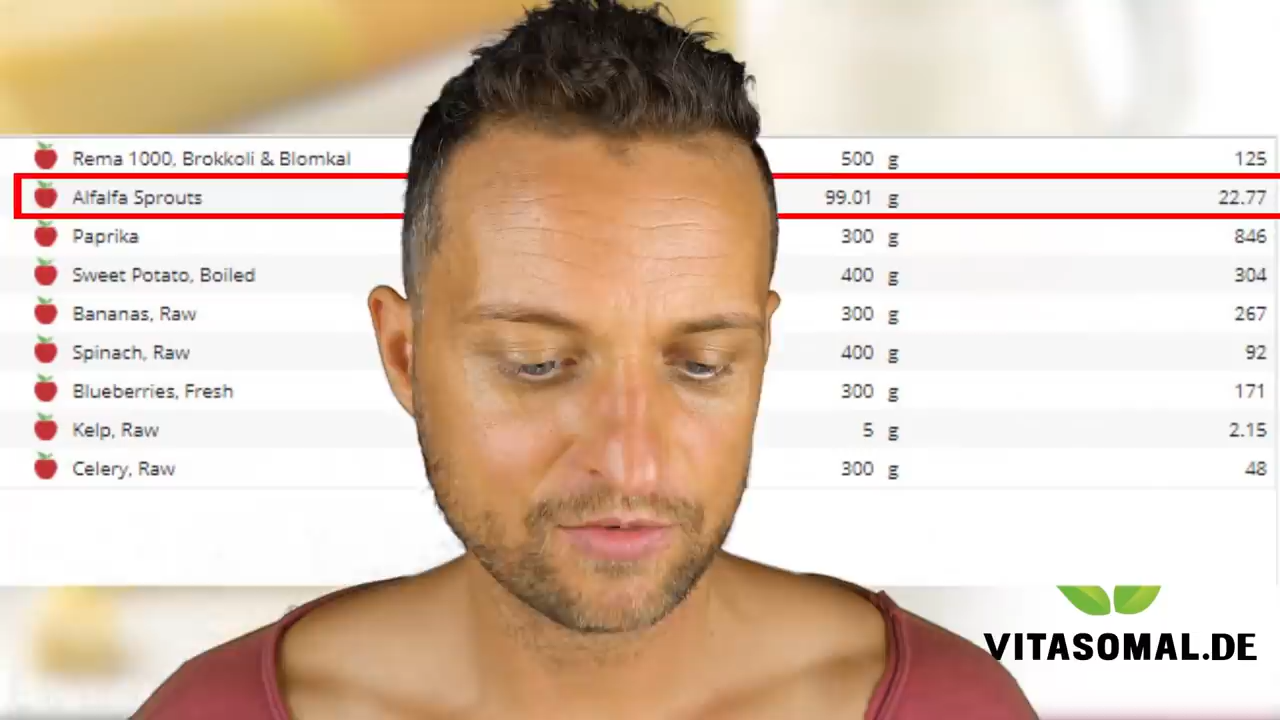 Rema 1000, Brokkoli & Blomkal 500 g 125
Alfalfa Sprouts 99.01 g 22.77
Paprika 300 g 846
Sweet Potato, Boiled 400 g 304
Bananas, Raw 300 g 267
Spinach, Raw 400 g 92
Blueberries, Fresh 300 g 171
Kelp, Raw 5 g 2.15
Celery, Raw 300 g 48
VITASOMAL.DE